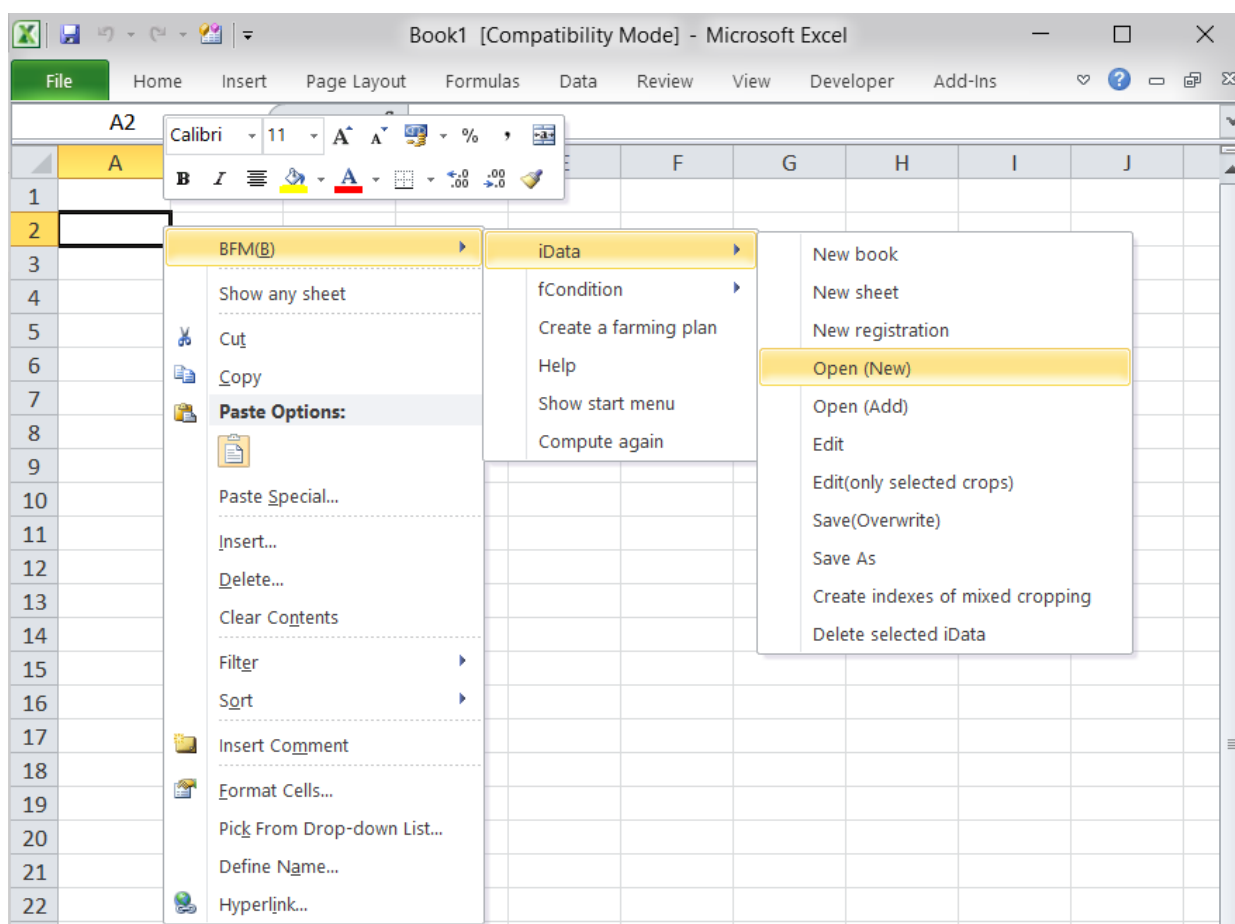 Book1 [Compatibility Mode] - Microsoft Excel
File Home Insert Page Layout Formulas Data Review View Developer Add-Ins
A2
Calibri 11 A A % ,
B I A .00 .00
A F G H I J
1
2
3
4
5
6
7
8
9
10
11
12
13
14
15
16
17
18
19
20
21
22
BFM(B)
Show any sheet
Cut
Copy
Paste Options:
Paste Special...
Insert...
Delete...
Clear Contents
Filter
Sort
Insert Comment
Format Cells...
Pick From Drop-down List...
Define Name...
Hyperlink...
iData
fCondition
Create a farming plan
Help
Show start menu
Compute again
New book
New sheet
New registration
Open (New)
Open (Add)
Edit
Edit(only selected crops)
Save(Overwrite)
Save As
Create indexes of mixed cropping
Delete selected iData